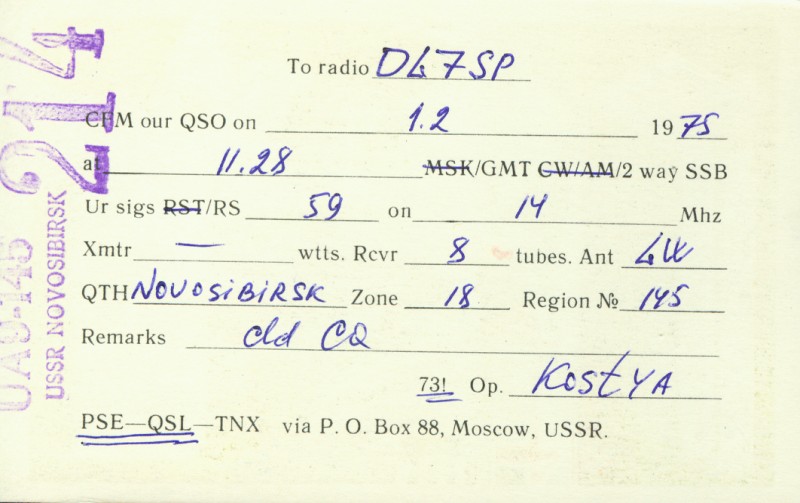 To radio DL7SP
CFM our QSO on 1.2 1975
at 11.28 MSK/GMT CW/AM/2 way SSB
Ur sigs RST/RS 59 on 14 Mhz
Xmtr — wtts. Rcvr 8 tubes. Ant LW
QTH NOVOSIBIRSK Zone 18 Region № 145
Remarks cld CQ
73! Op. KOSTYA
PSE—QSL—TNX via P. O. Box 88, Moscow, USSR.
UA9-145
USSR NOVOSIBIRSK
214